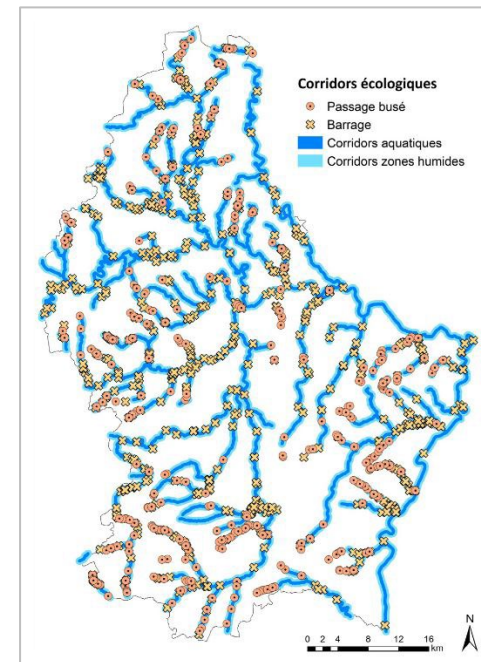 Corridors écologiques
Passage busé
Barrage
Corridors aquatiques
Corridors zones humides
N
0 2 4 8 12 16
km